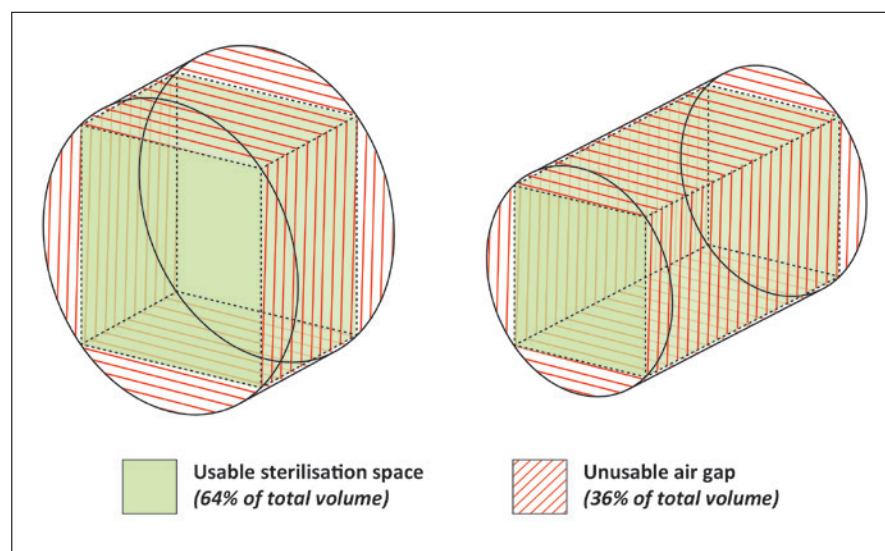 Usable sterilisation space
(64% of total volume)
Unusable air gap
(36% of total volume)